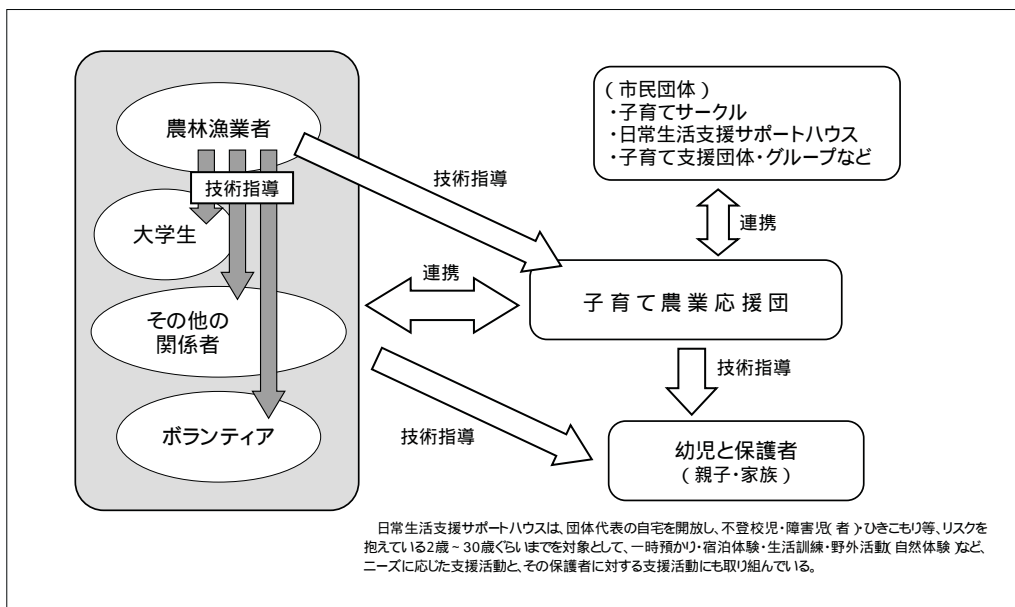 農林漁業者
技術指導
大学生
その他の
関係者
ボランティア
技術指導
連携
技術指導
(市民団体)
・子育てサークル
・日常生活支援サポートハウス
・子育て支援団体・グループなど
連携
子育て農業応援団
技術指導
幼児と保護者
(親子・家族)
日常生活支援サポートハウスは、団体代表の自宅を開放し、不登校児・障害児(者)・ひきこもり等、リスクを
抱えている2歳~30歳ぐらいまでを対象として、一時預かり・宿泊体験・生活訓練・野外活動(自然体験)など、
ニーズに応じた支援活動と、その保護者に対する支援活動にも取り組んでいる。